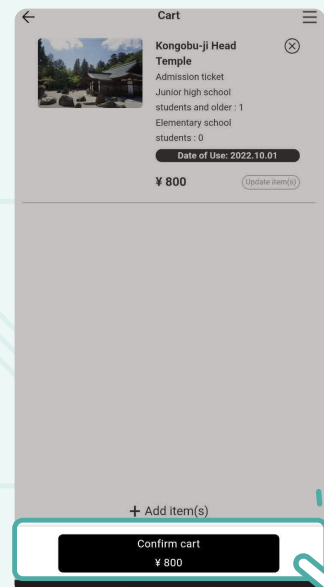 Cart
Kongobu-ji Head
Temple
Admission ticket
Junior high school
students and older : 1
Elementary school
students : 0
Date of Use: 2022.10.01
¥ 800
Update item(s)
+ Add item(s)
Confirm cart
¥ 800